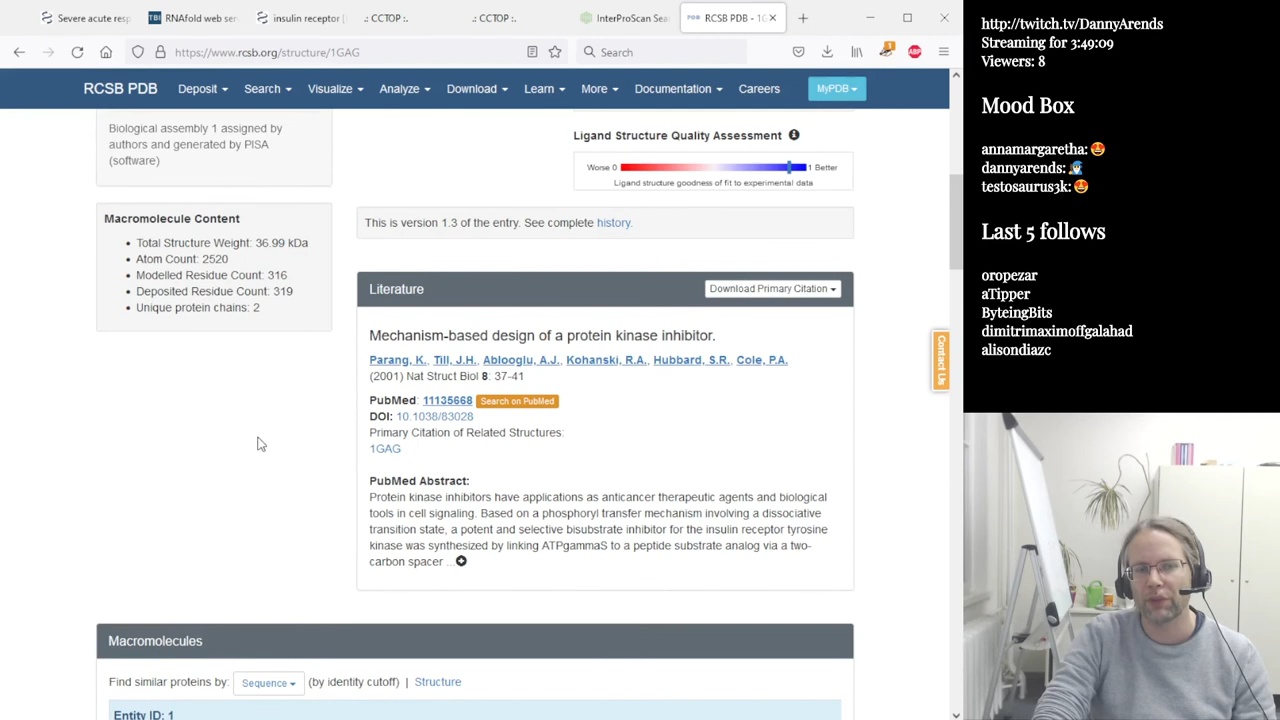 Severe acute resp
TBI RNAfold web ser
insulin receptor [
.: CCTOP :.
.: CCTOP :.
InterProScan Sea
PDB RCSB PDB - 1G
https://www.rcsb.org/structure/1GAG
Search
1
ABP
RCSB PDB
Deposit
Search
Visualize
Analyze
Download
Learn
More
Documentation
Careers
MyPDB
Biological assembly 1 assigned by
authors and generated by PISA
(software)
Macromolecule Content
Total Structure Weight: 36.99 kDa
Atom Count: 2520
Modelled Residue Count: 316
Deposited Residue Count: 319
Unique protein chains: 2
Ligand Structure Quality Assessment
Worse 0
1 Better
Ligand structure goodness of fit to experimental data
This is version 1.3 of the entry. See complete history.
Literature
Download Primary Citation
Mechanism-based design of a protein kinase inhibitor.
Parang, K., Till, J.H., Ablooglu, A.J., Kohanski, R.A., Hubbard, S.R., Cole, P.A.
(2001) Nat Struct Biol 8: 37-41
PubMed: 11135668 Search on PubMed
DOI: 10.1038/83028
Primary Citation of Related Structures:
1GAG
PubMed Abstract:
Protein kinase inhibitors have applications as anticancer therapeutic agents and biological
tools in cell signaling. Based on a phosphoryl transfer mechanism involving a dissociative
transition state, a potent and selective bisubstrate inhibitor for the insulin receptor tyrosine
kinase was synthesized by linking ATPgammaS to a peptide substrate analog via a two-
carbon spacer ...
Contact Us
Macromolecules
Find similar proteins by: Sequence (by identity cutoff) | Structure
Entity ID: 1
http://twitch.tv/DannyArends
Streaming for 3:49:09
Viewers: 8
Mood Box
annamargaretha:
dannyarends:
testosaurus3k:
Last 5 follows
oropezar
aTipper
ByteingBits
dimitrimaximoffgalahad
alisondiazc